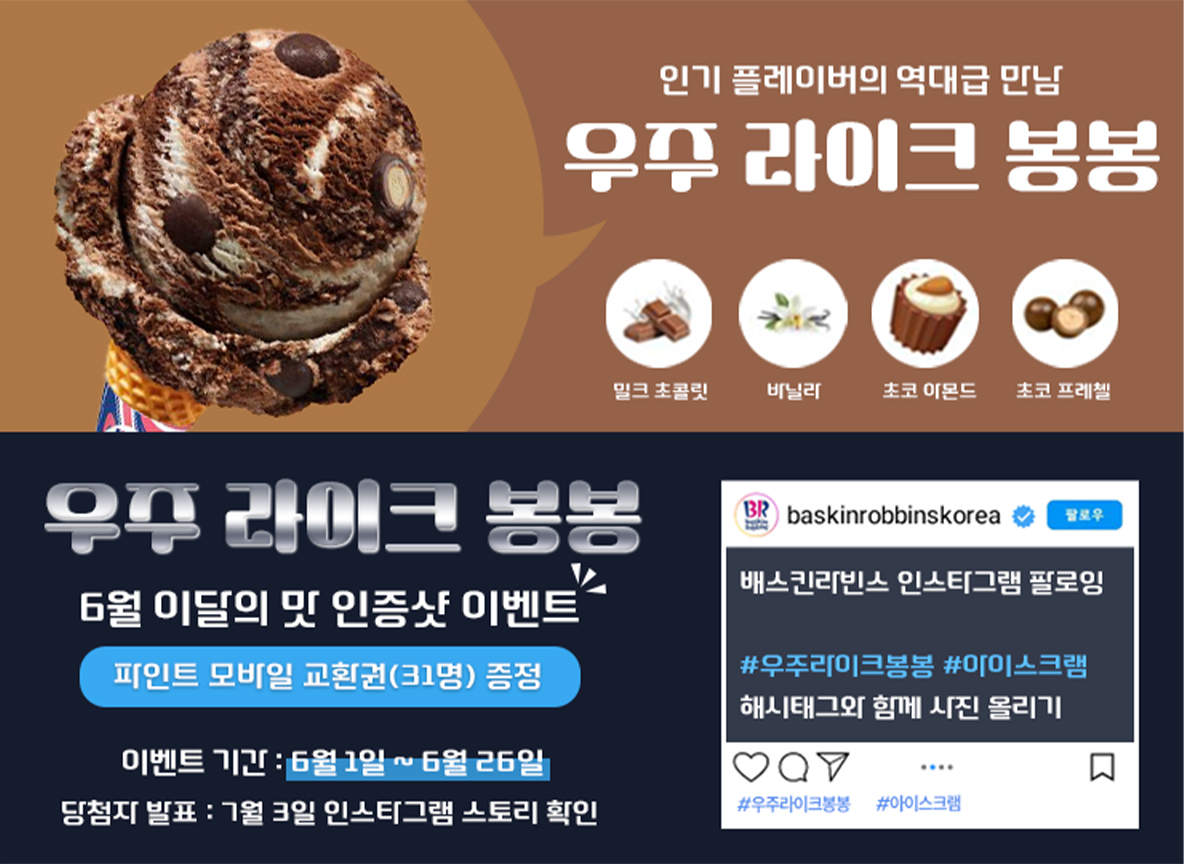 인기 플레이버의 역대급 만남
우주 라이크 봉봉
밀크 초콜릿
바닐라
초코 아몬드
초코 프레첼
우주 라이크 봉봉
6월 이달의 맛 인증샷 이벤트
파인트 모바일 교환권(31명) 증정
이벤트 기간 : 6월 1일 ~ 6월 26일
당첨자 발표 : 7월 3일 인스타그램 스토리 확인
BR
baskin robbins
baskinrobbinskorea
팔로우
배스킨라빈스 인스타그램 팔로잉
#우주라이크봉봉 #아이스크램
해시태그와 함께 사진 올리기
#우주라이크봉봉 #아이스크램